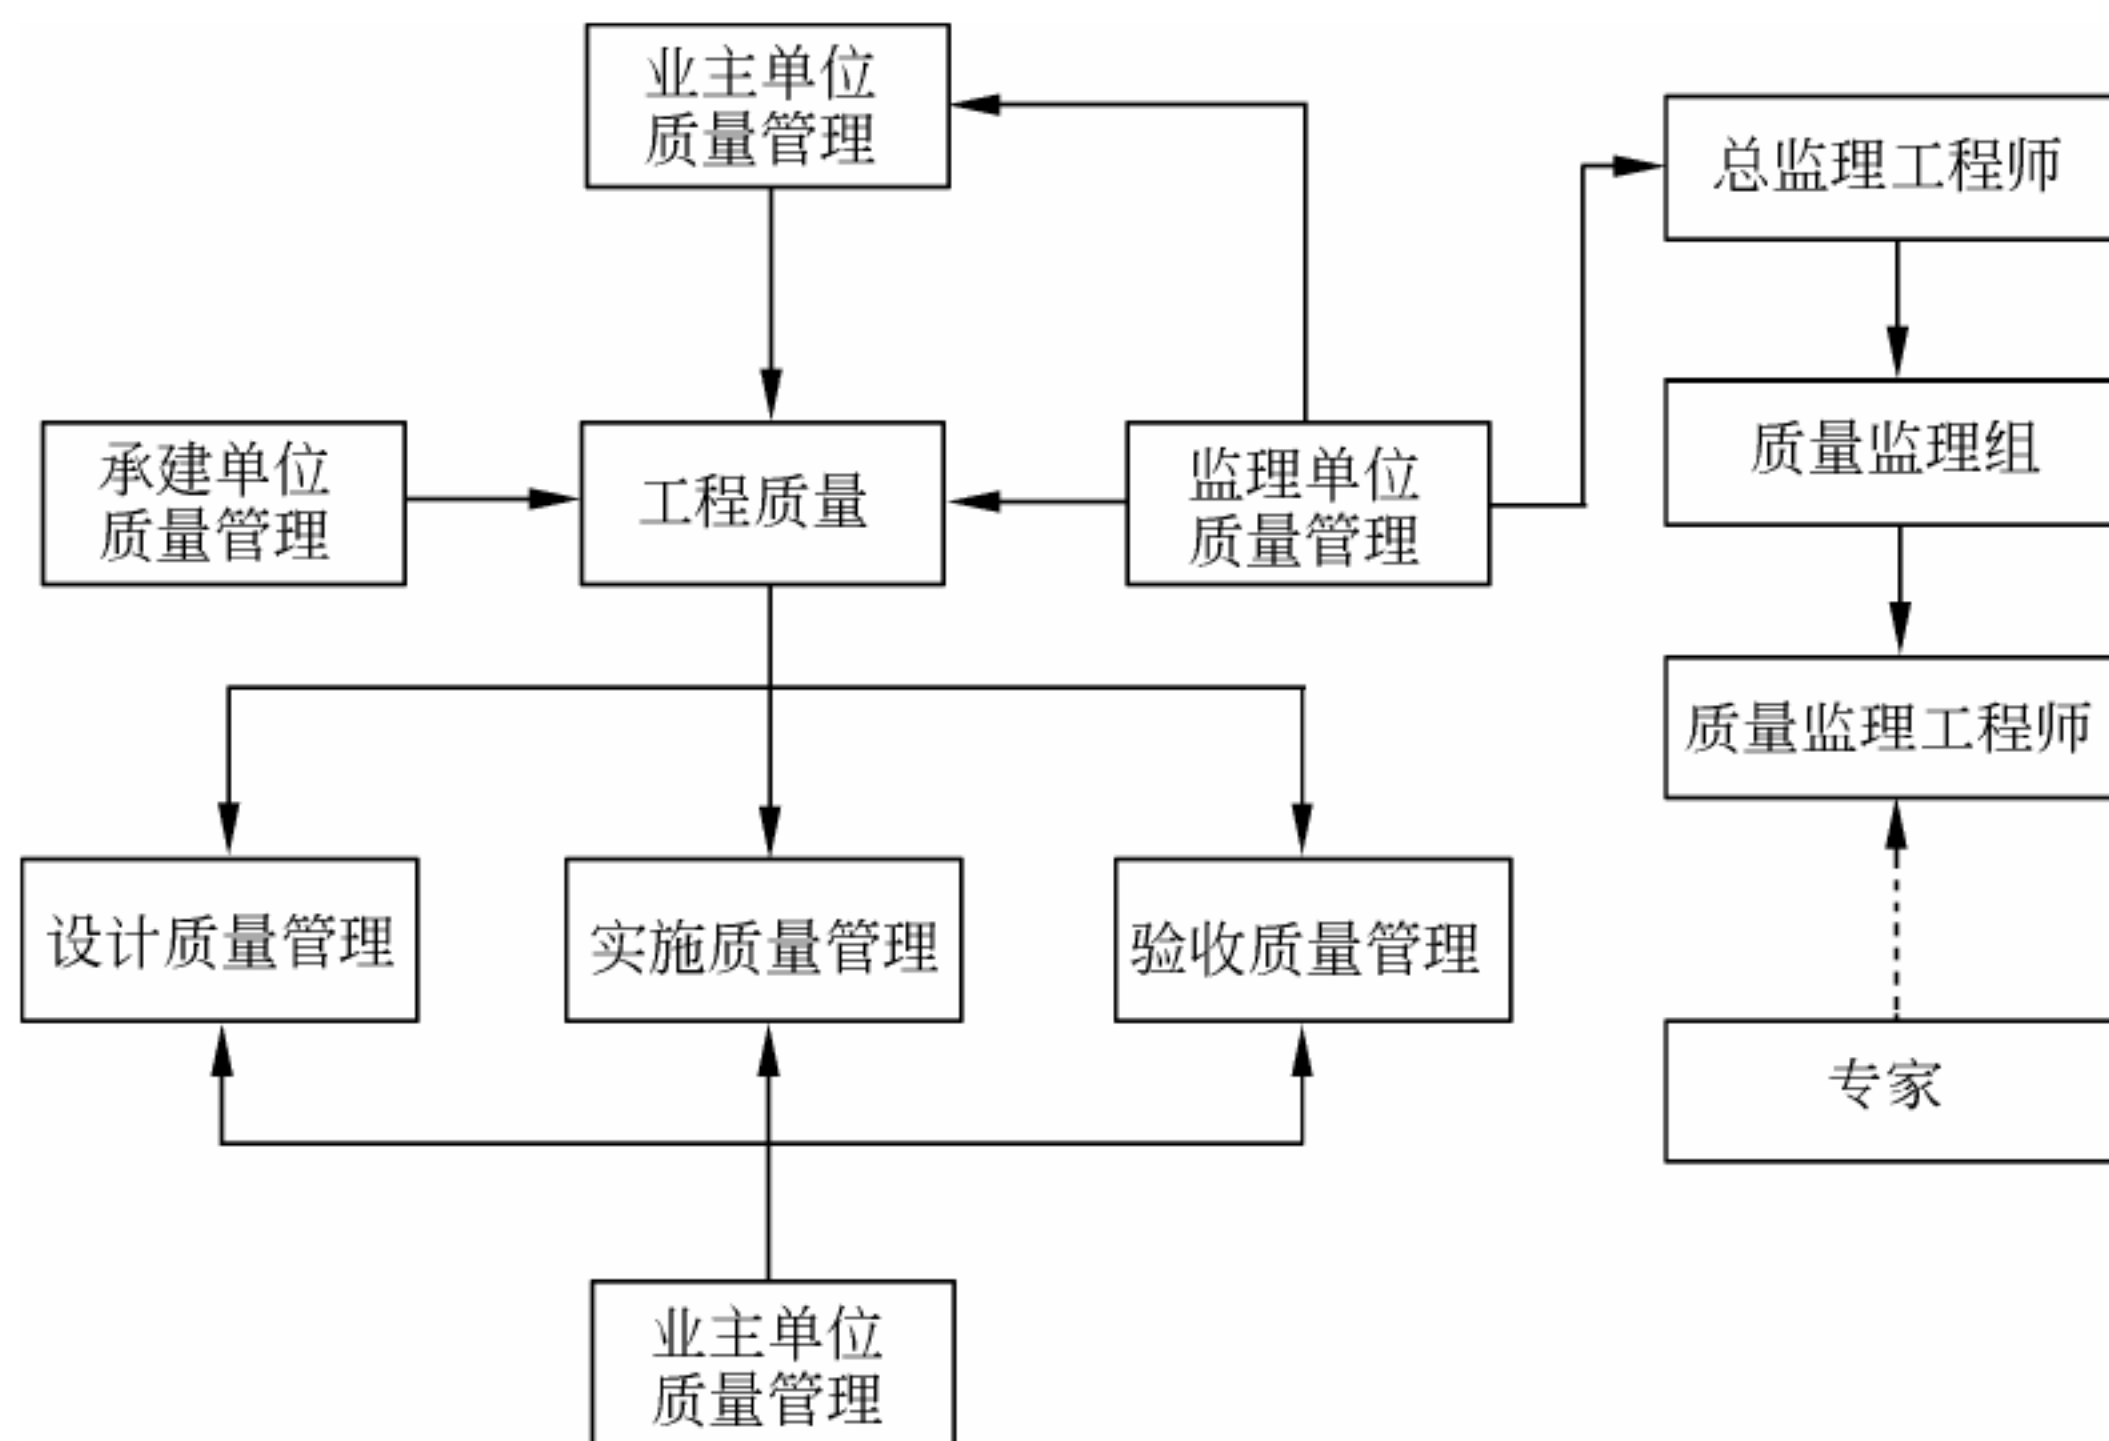 业主单位
质量管理
总监理工程师
承建单位
质量管理
工程质量
监理单位
质量管理
质量监理组
质量监理工程师
设计质量管理
实施质量管理
验收质量管理
专家
业主单位
质量管理